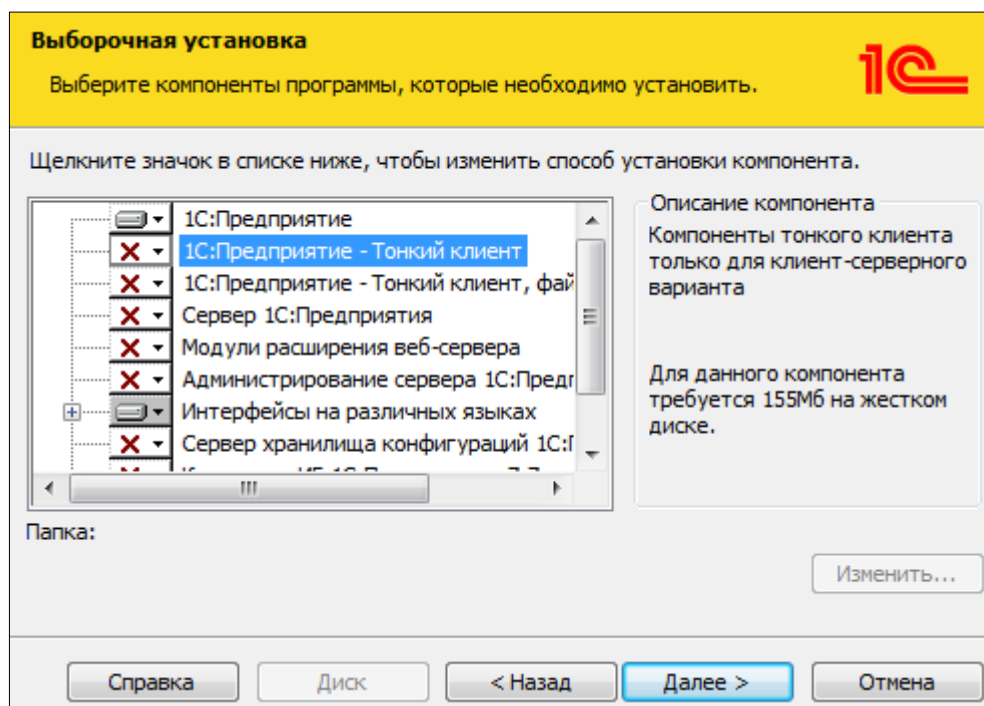 Выборочная установка
Выберите компоненты программы, которые необходимо установить.
1С
Щелкните значок в списке ниже, чтобы изменить способ установки компонента.
1С:Предприятие
1С:Предприятие - Тонкий клиент
1С:Предприятие - Тонкий клиент, фай
Сервер 1С:Предприятия
Модули расширения веб-сервера
Администрирование сервера 1С:Предп
Интерфейсы на различных языках
Сервер хранилища конфигураций 1С:П
Описание компонента
Компоненты тонкого клиента
только для клиент-серверного
варианта
Для данного компонента
требуется 155Мб на жестком
диске.
Папка:
Изменить...
Справка
Диск
< Назад
Далее >
Отмена